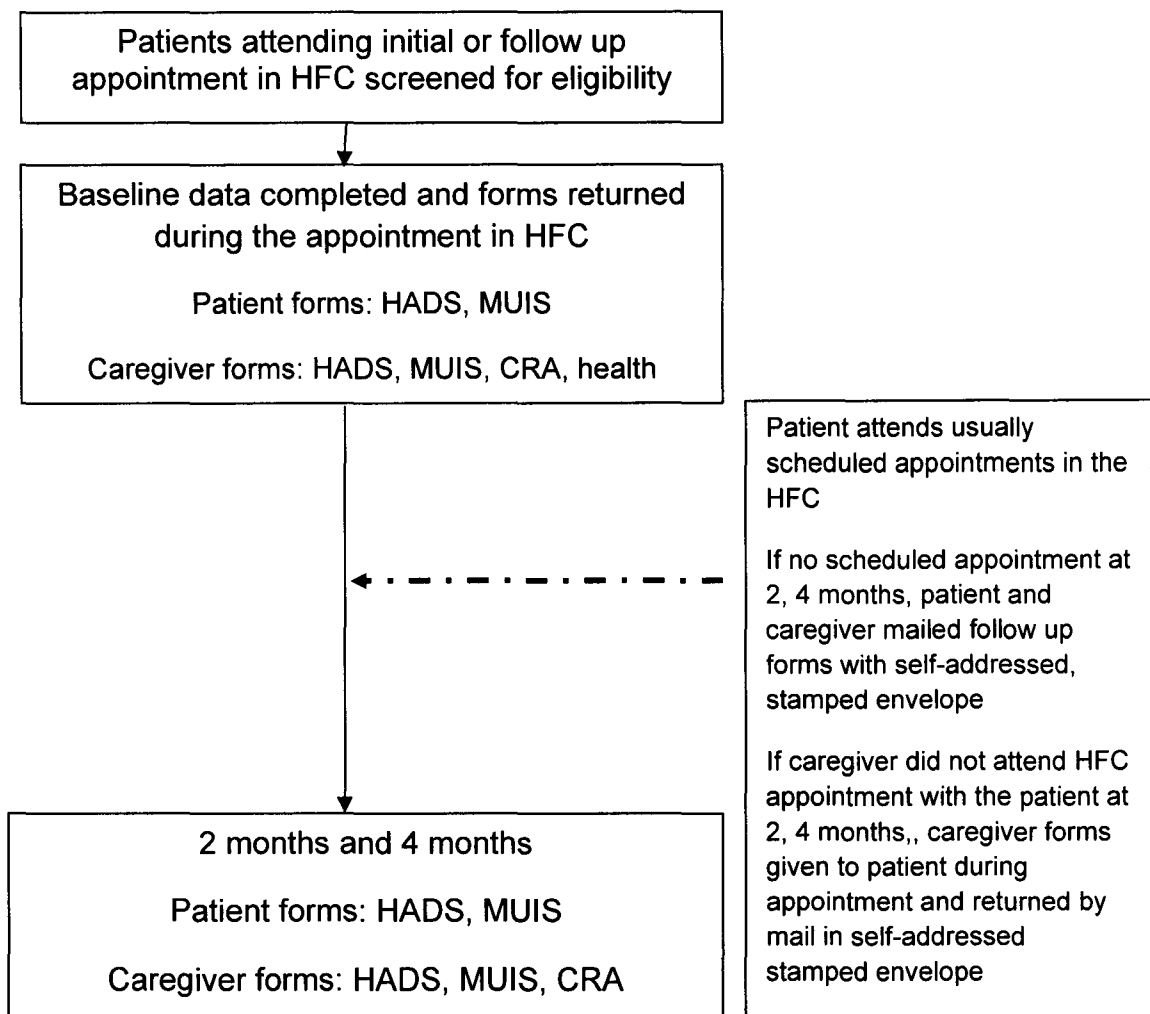 Patients attending initial or follow up
appointment in HFC screened for eligibility
Baseline data completed and forms returned
during the appointment in HFC
Patient forms: HADS, MUIS
Caregiver forms: HADS, MUIS, CRA, health
Patient attends usually
scheduled appointments in the
HFC
If no scheduled appointment at
2, 4 months, patient and
caregiver mailed follow up
forms with self-addressed,
stamped envelope
If caregiver did not attend HFC
appointment with the patient at
2, 4 months,, caregiver forms
given to patient during
appointment and returned by
mail in self-addressed
stamped envelope
2 months and 4 months
Patient forms: HADS, MUIS
Caregiver forms: HADS, MUIS, CRA